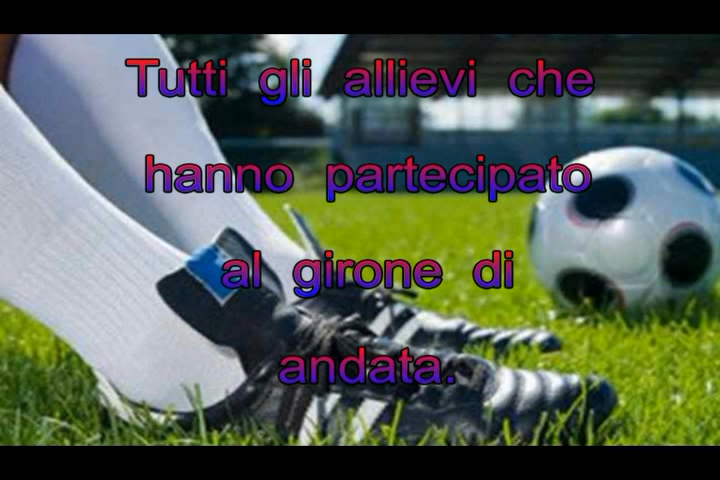 Tutti gli allievi che
hanno partecipato
al girone di
andata.